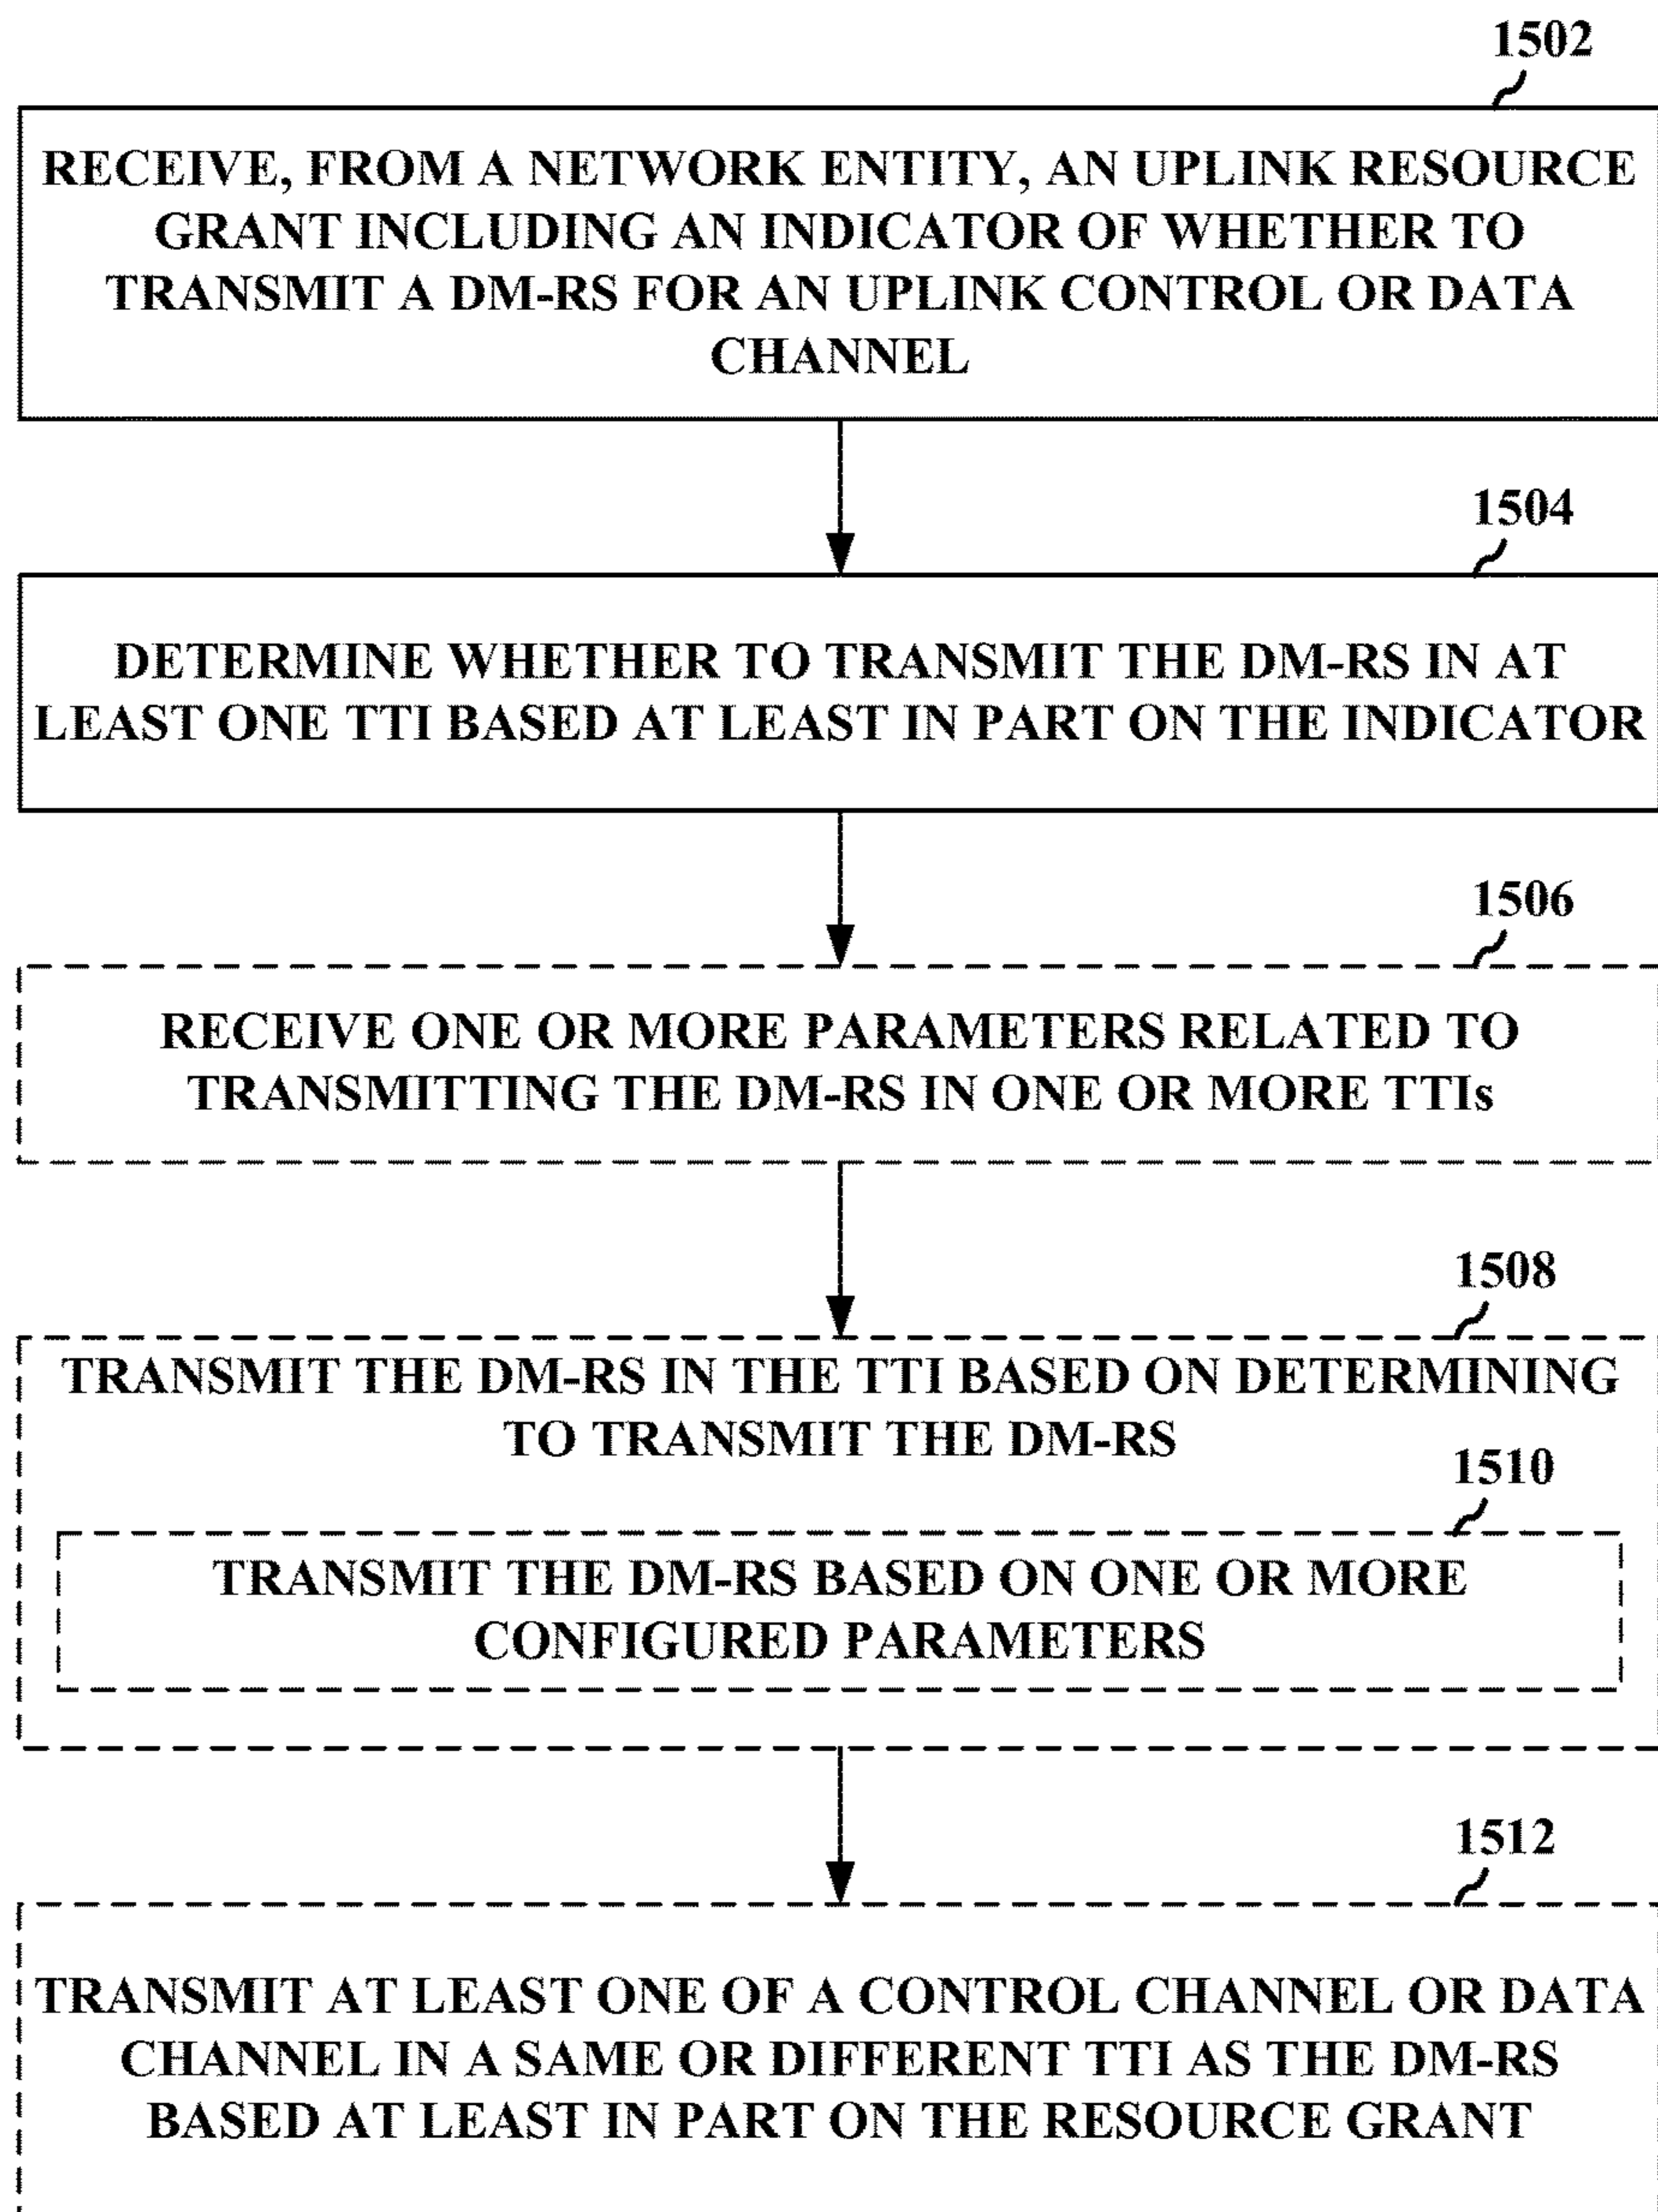 1502
RECEIVE, FROM A NETWORK ENTITY, AN UPLINK RESOURCE
GRANT INCLUDING AN INDICATOR OF WHETHER TO
TRANSMIT A DM-RS FOR AN UPLINK CONTROL OR DATA
CHANNEL
1504
DETERMINE WHETHER TO TRANSMIT THE DM-RS IN AT
LEAST ONE TTI BASED AT LEAST IN PART ON THE INDICATOR
1506
RECEIVE ONE OR MORE PARAMETERS RELATED TO
TRANSMITTING THE DM-RS IN ONE OR MORE TTIs
1508
TRANSMIT THE DM-RS IN THE TTI BASED ON DETERMINING
TO TRANSMIT THE DM-RS
1510
TRANSMIT THE DM-RS BASED ON ONE OR MORE
CONFIGURED PARAMETERS
1512
TRANSMIT AT LEAST ONE OF A CONTROL CHANNEL OR DATA
CHANNEL IN A SAME OR DIFFERENT TTI AS THE DM-RS
BASED AT LEAST IN PART ON THE RESOURCE GRANT